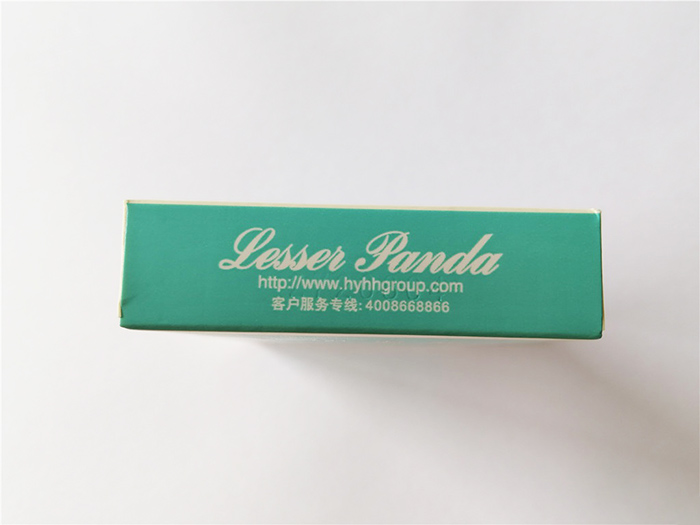 Lesser Panda
http://www.hyhhgroup.com
客户服务专线: 4008668866